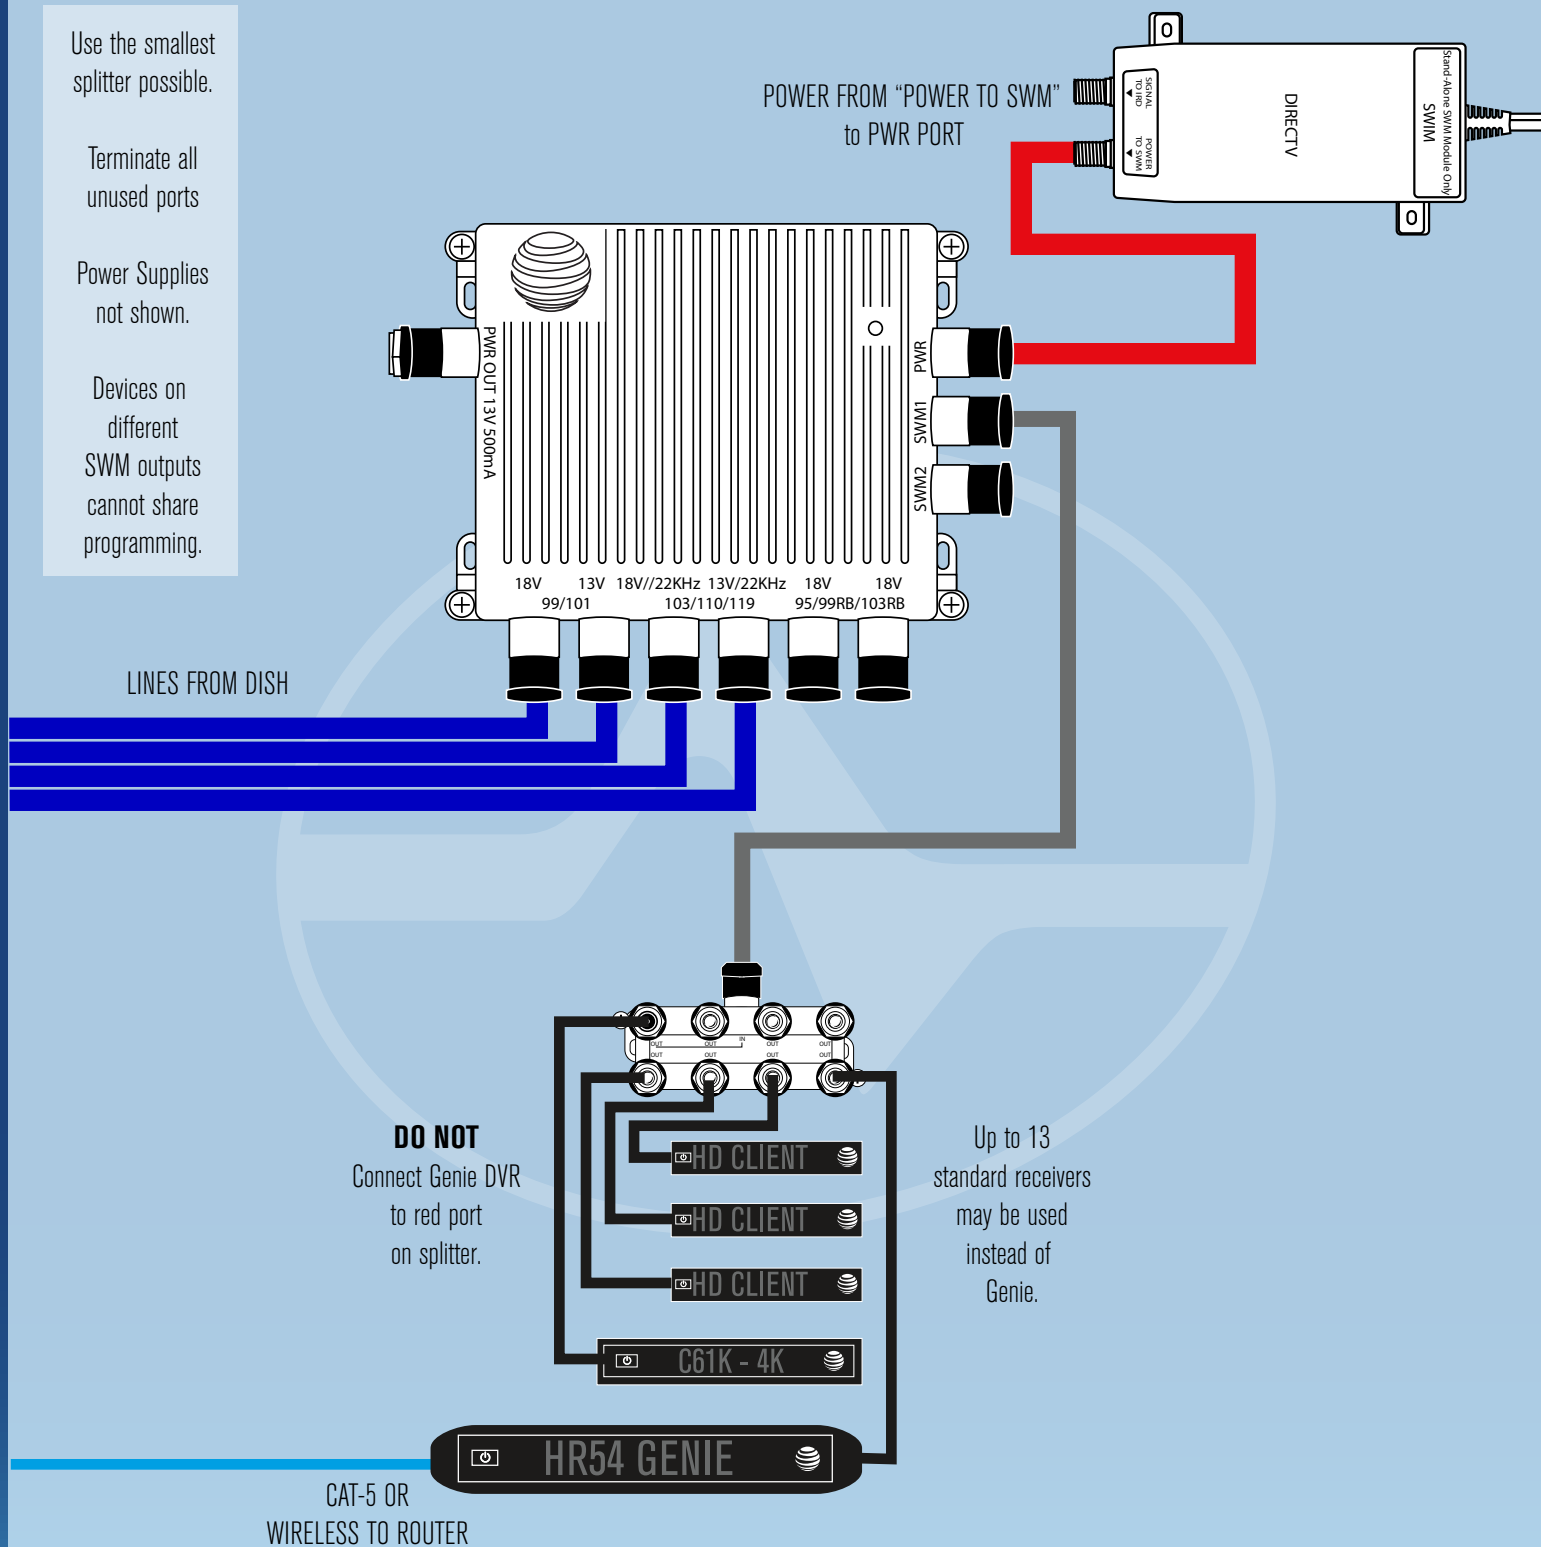 Use the smallest
splitter possible.
Terminate all
unused ports
Power Supplies
not shown.
Devices on
different
SWM outputs
cannot share
programming.
POWER FROM “POWER TO SWM”
to PWR PORT
SIGNAL
TO IRD
POWER
TO SWM
DIRECTV
Stand-Alone SWM Module Only
SWIM
PWR OUT 13V 500mA
PWR
SWM1
SWM2
18V 13V 18V//22KHz 13V/22KHz 18V 18V
99/101 103/110/119 95/99RB/103RB
LINES FROM DISH
IN
OUT OUT OUT OUT
OUT OUT OUT OUT
DO NOT
Connect Genie DVR
to red port
on splitter.
HD CLIENT
HD CLIENT
HD CLIENT
C61K - 4K
HR54 GENIE
Up to 13
standard receivers
may be used
instead of
Genie.
CAT-5 OR
WIRELESS TO ROUTER